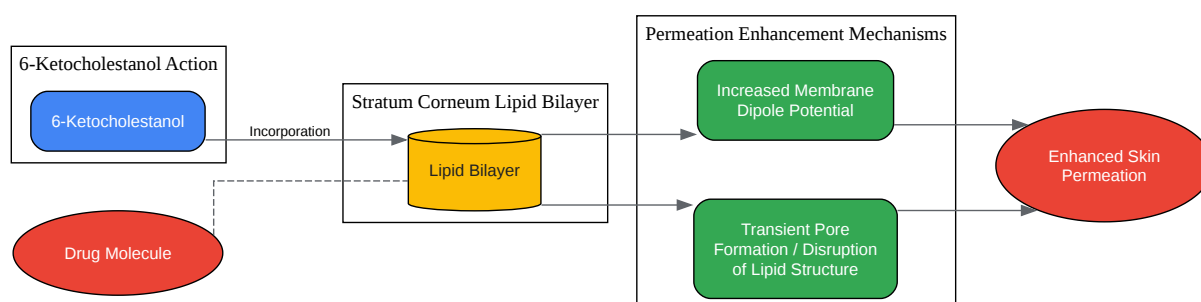 6-Ketocholestanol Action
6-Ketocholestanol
Incorporation
Drug Molecule
Stratum Corneum Lipid Bilayer
Lipid Bilayer
Permeation Enhancement Mechanisms
Increased Membrane
Dipole Potential
Transient Pore
Formation / Disruption
of Lipid Structure
Enhanced Skin
Permeation